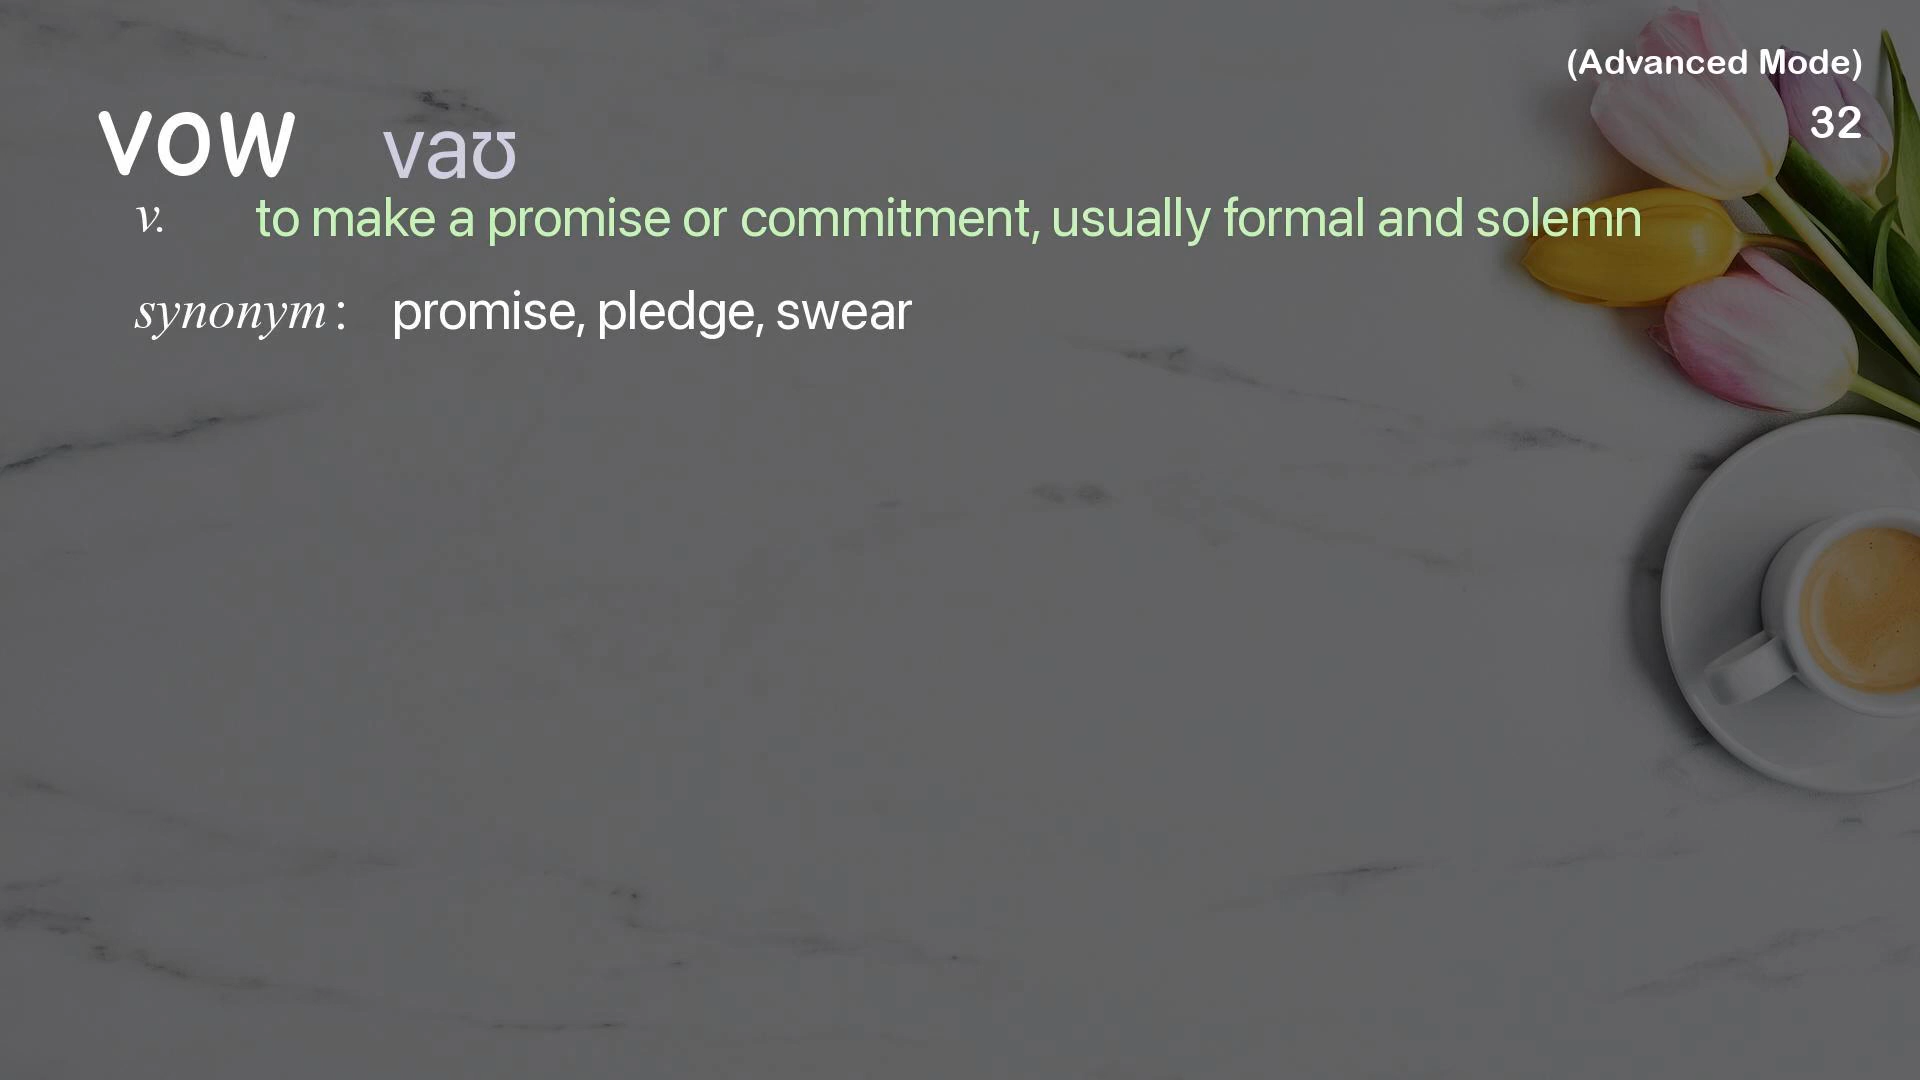 (Advanced Mode)
32
vow vaʊ
v. to make a promise or commitment, usually formal and solemn
synonym : promise, pledge, swear